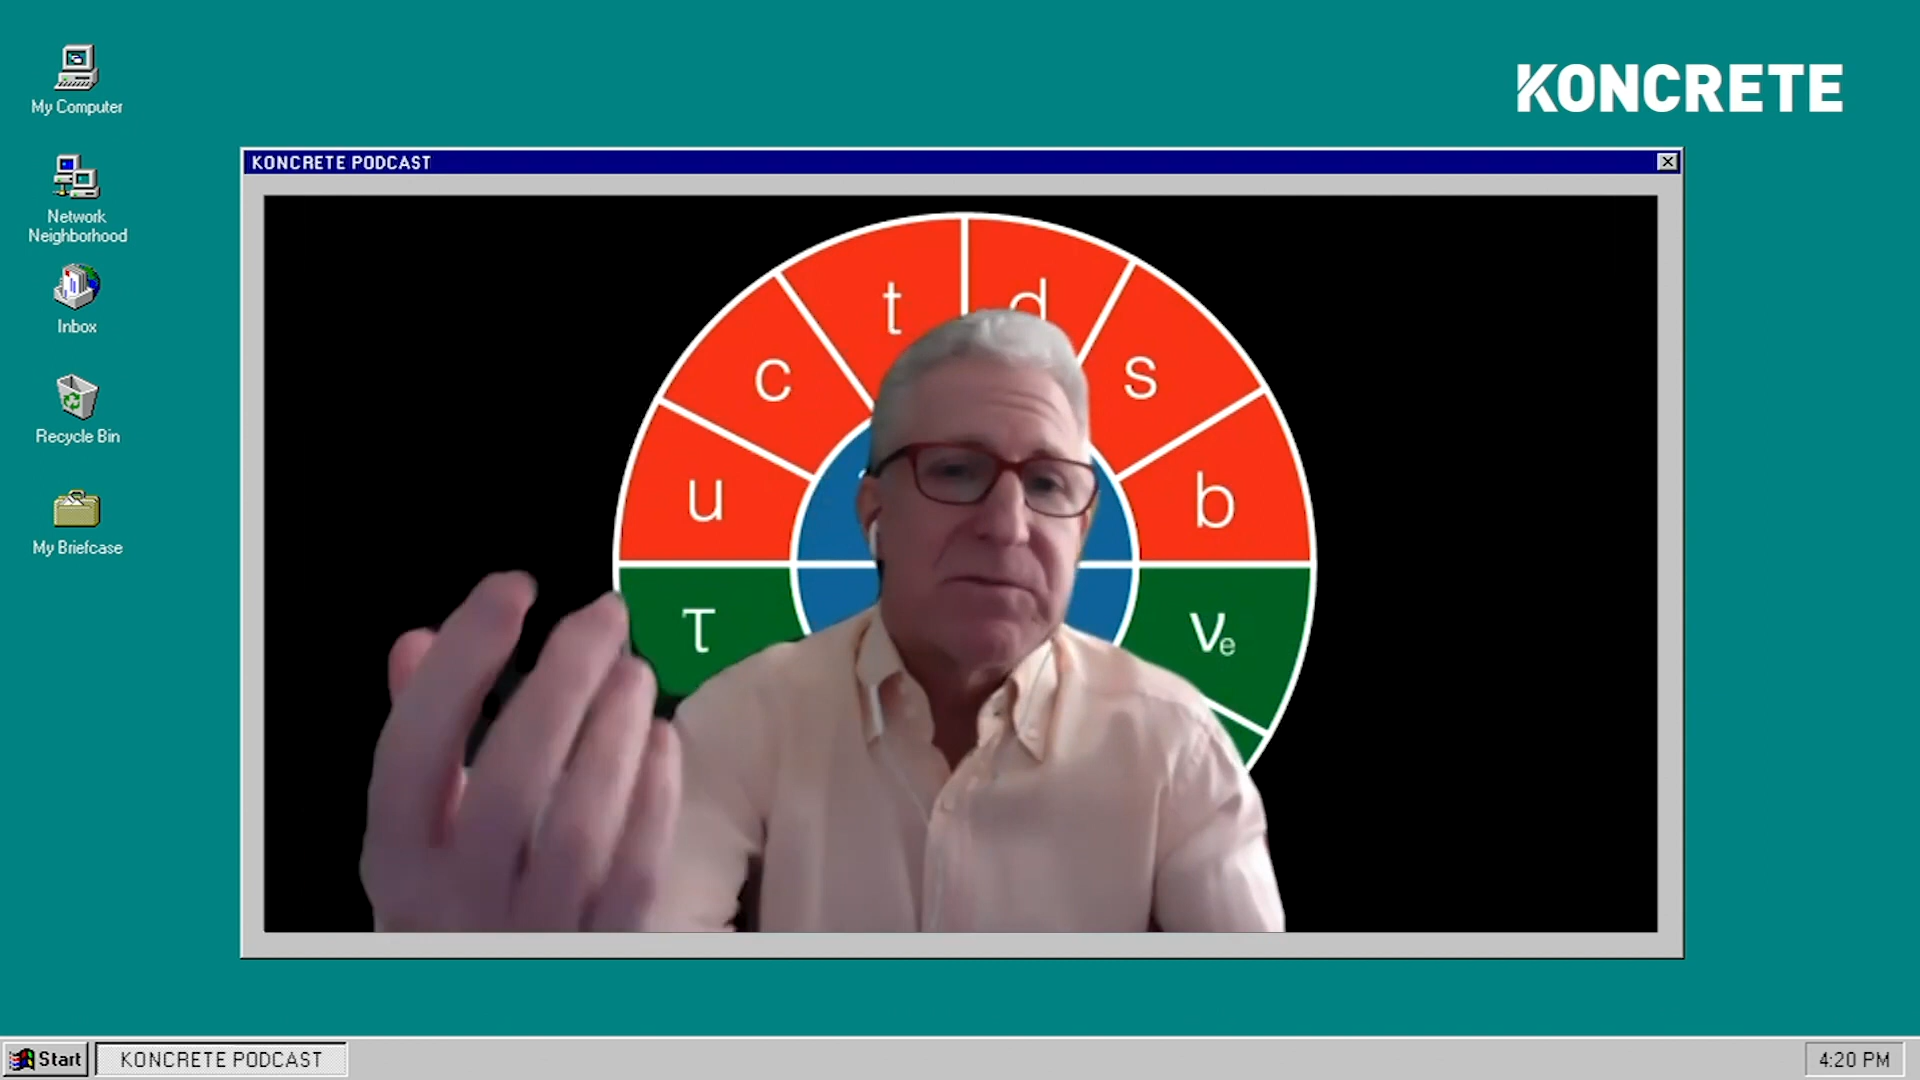 My Computer
KONCRETE
KONCRETE PODCAST
Network
Neighborhood
Inbox
Recycle Bin
My Briefcase
t
d
c
s
u
b
τ
νe
Start
KONCRETE PODCAST
4:20 PM